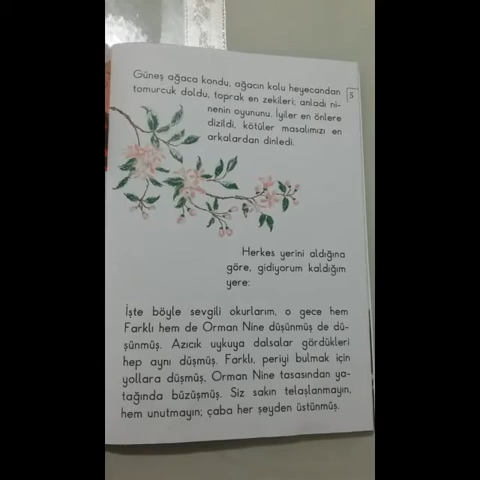 Güneş ağaca kondu, ağacın kolu heyecandan
tomurcuk doldu, toprak en zekileri; anladı ni-
nenin oyununu. İyiler en önlere
dizildi, kötüler masalımızı en
arkalardan dinledi.
5
Herkes yerini aldığına
göre, gidiyorum kaldığım
yere:
İşte böyle sevgili okurlarım, o gece hem
Farklı hem de Orman Nine düşünmüş de dü-
şünmüş. Azıcık uykuya dalsalar gördükleri
hep aynı düşmüş. Farklı, periyi bulmak için
yollara düşmüş, Orman Nine tasasından ya-
tağında büzüşmüş. Siz sakın telaşlanmayın,
hem unutmayın; çaba her şeyden üstünmüş.